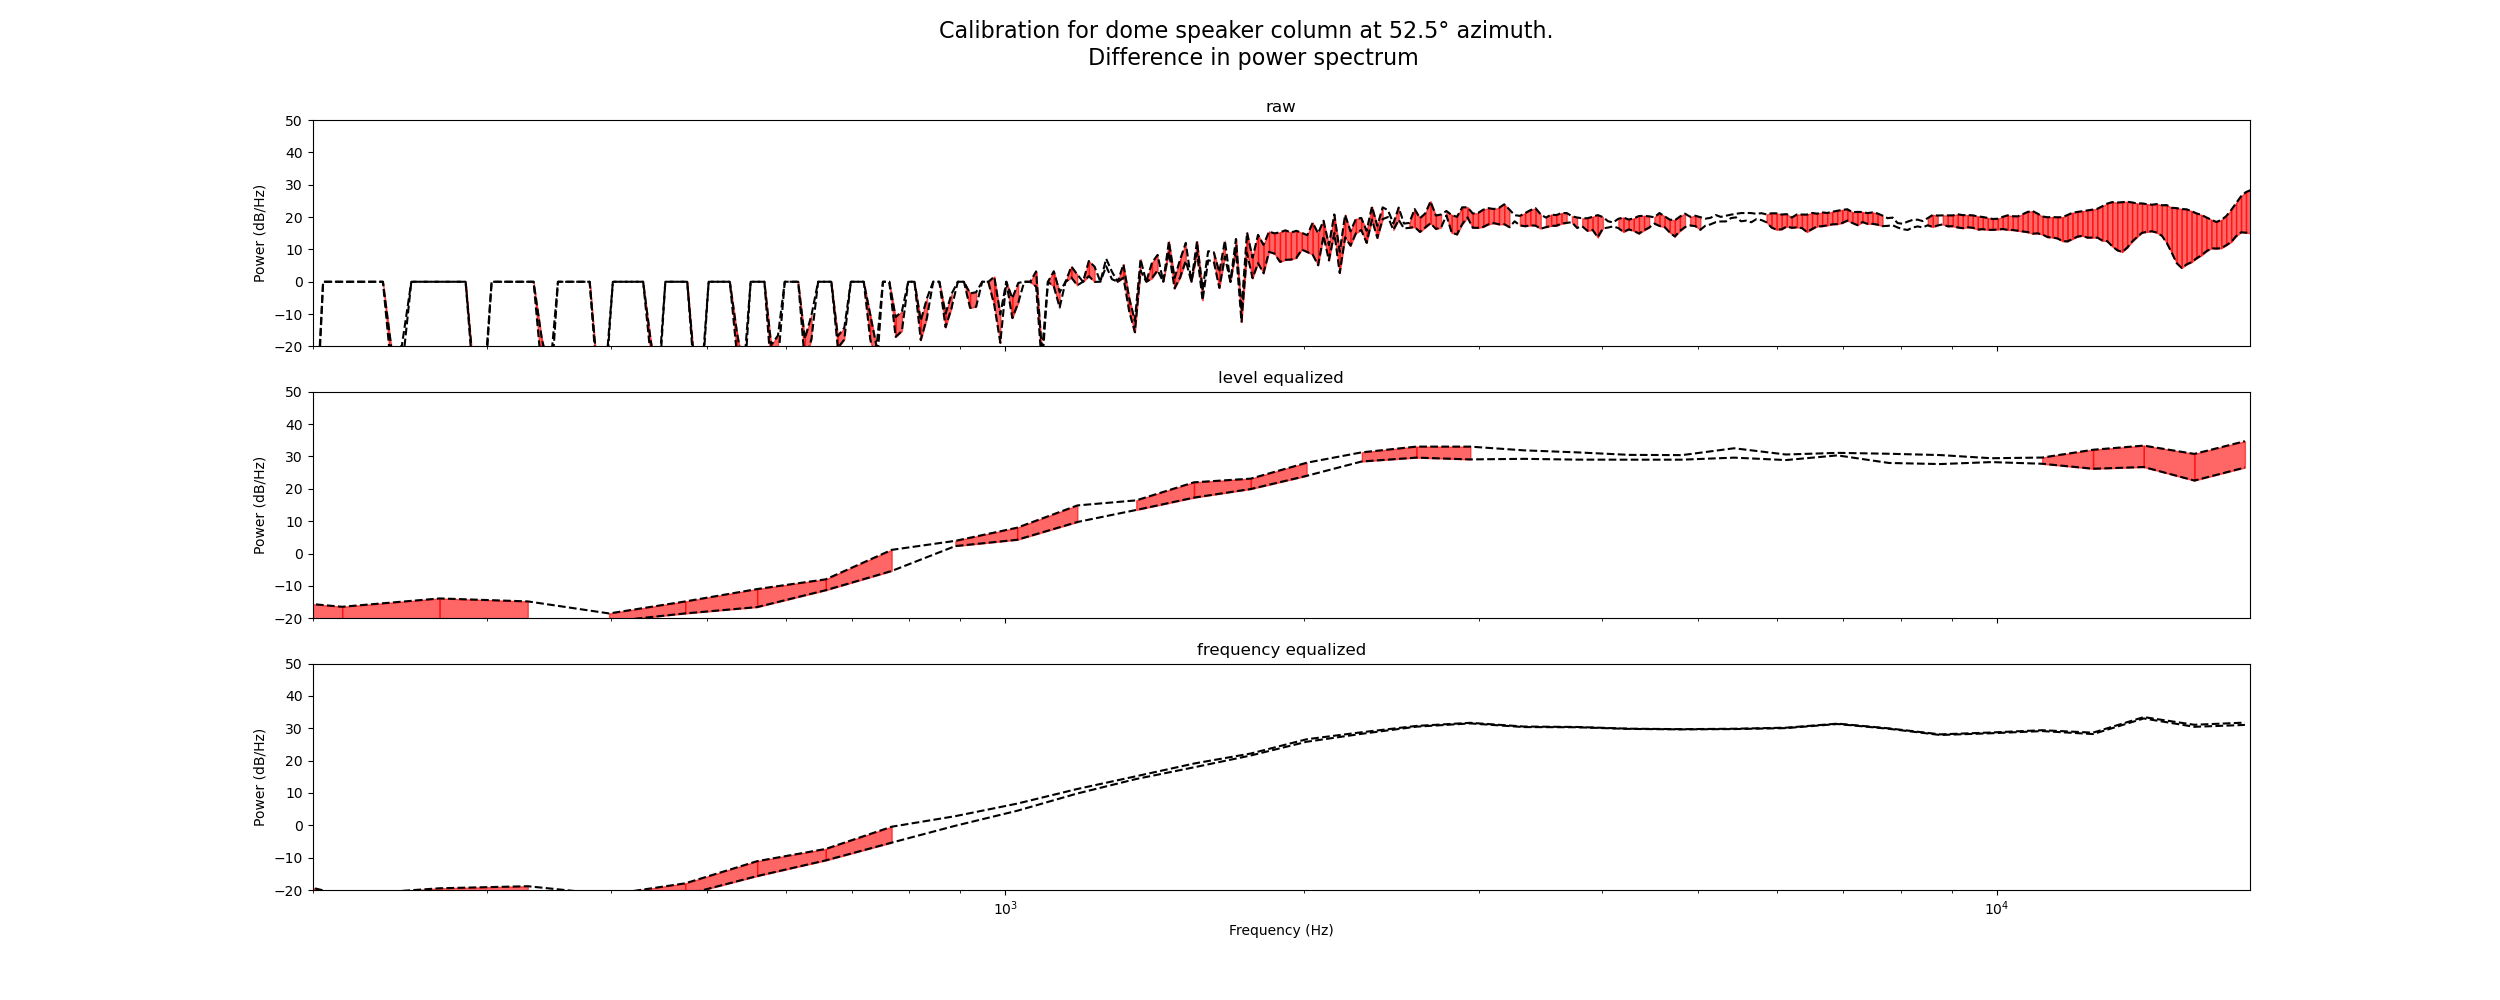 Calibration for dome speaker column at 52.5° azimuth.
Difference in power spectrum
raw
50
40
30
20
10
0
−10
−20
Power (dB/Hz)
level equalized
50
40
30
20
10
0
−10
−20
Power (dB/Hz)
frequency equalized
50
40
30
20
10
0
−10
−20
Power (dB/Hz)
10³ 10⁴
Frequency (Hz)